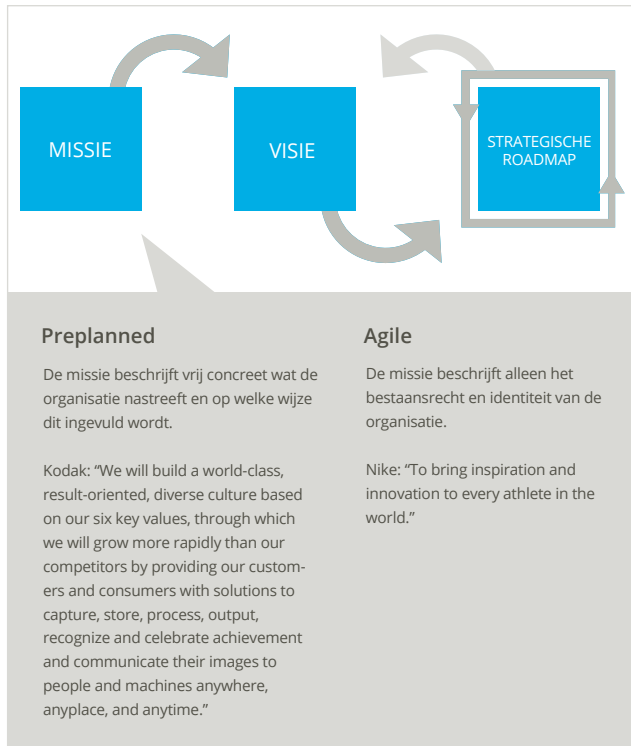 MISSIE
VISIE
STRATEGISCHE
ROADMAP
Preplanned
De missie beschrijft vrij concreet wat de
organisatie nastreeft en op welke wijze
dit ingevuld wordt.
Kodak: “We will build a world-class,
result-oriented, diverse culture based
on our six key values, through which
we will grow more rapidly than our
competitors by providing our custom-
ers and consumers with solutions to
capture, store, process, output,
recognize and celebrate achievement
and communicate their images to
people and machines anywhere,
anyplace, and anytime.”
Agile
De missie beschrijft alleen het
bestaansrecht en identiteit van de
organisatie.
Nike: “To bring inspiration and
innovation to every athlete in the
world.”